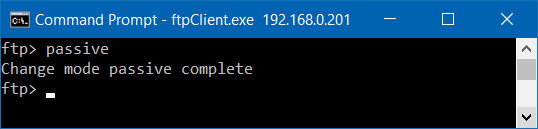 Command Prompt - ftpClient.exe 192.168.0.201
ftp> passive
Change mode passive complete
ftp>